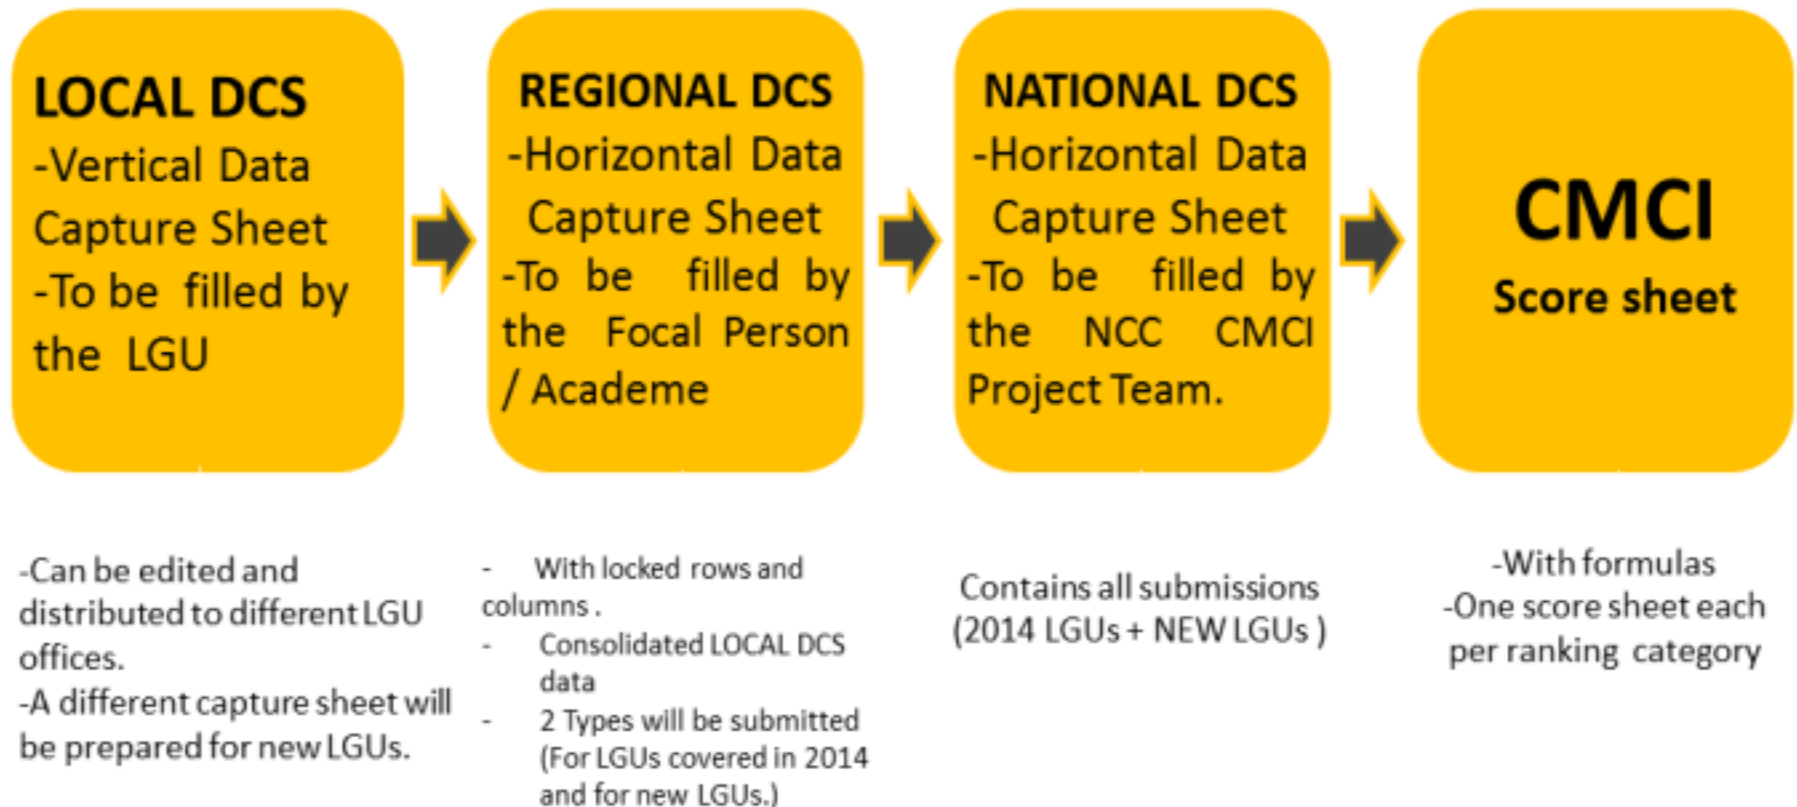 LOCAL DCS
-Vertical Data
Capture Sheet
-To be filled by
the LGU
REGIONAL DCS
-Horizontal Data
Capture Sheet
-To be filled by
the Focal Person
/ Academe
NATIONAL DCS
-Horizontal Data
Capture Sheet
-To be filled by
the NCC CMCI
Project Team.
CMCI
Score sheet
-Can be edited and
distributed to different LGU
offices.
-A different capture sheet will
be prepared for new LGUs.
- With locked rows and
columns .
- Consolidated LOCAL DCS
data
- 2 Types will be submitted
(For LGUs covered in 2014
and for new LGUs.)
Contains all submissions
(2014 LGUs + NEW LGUs )
-With formulas
-One score sheet each
per ranking category